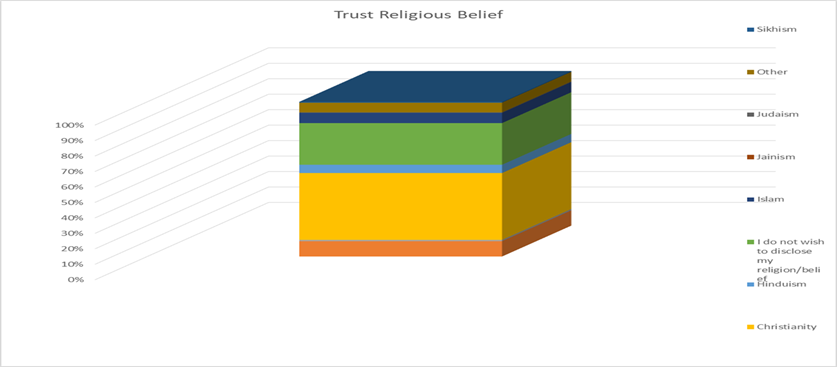 Trust Religious Belief
100%
90%
80%
70%
60%
50%
40%
30%
20%
10%
0%
Sikhism
Other
Judaism
Jainism
Islam
I do not wish
to disclose
my
religion/beli
ef
Hinduism
Christianity